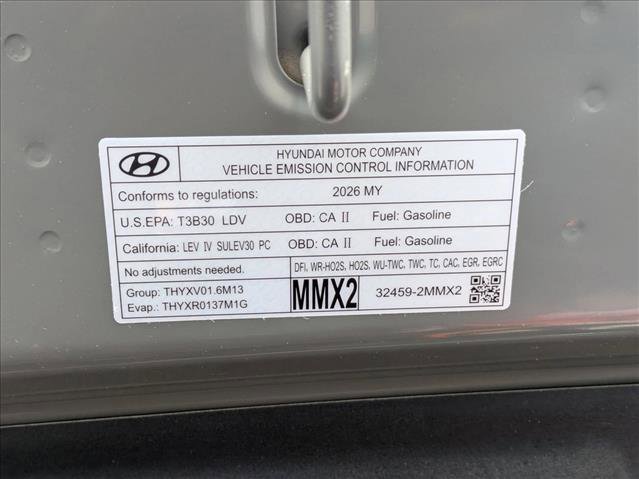 HYUNDAI MOTOR COMPANY
VEHICLE EMISSION CONTROL INFORMATION
Conforms to regulations: 2026 MY
U.S.EPA: T3B30 LDV OBD: CA II Fuel: Gasoline
California: LEV IV SULEV30 PC OBD: CA II Fuel: Gasoline
No adjustments needed. DFI, WR-HO2S, HO2S, WU-TWC, TWC, TC, CAC, EGR, EGRC
Group: THYXV01.6M13
Evap.: THYXR0137M1G
MMX2 32459-2MMX2